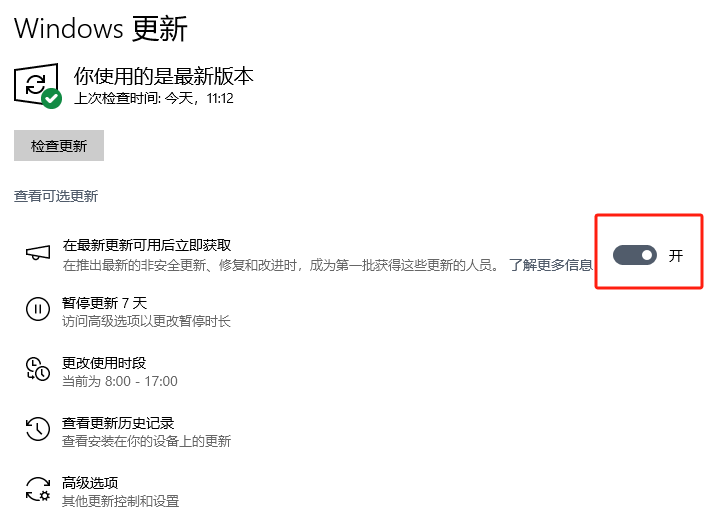 Windows 更新
你使用的是最新版本
上次检查时间: 今天，11:12
检查更新
查看可选更新
在最新更新可用后立即获取
在推出最新的非安全更新、修复和改进时，成为第一批获得这些更新的人员。 了解更多信息
开
暂停更新 7 天
访问高级选项以更改暂停时长
更改使用时段
当前为 8:00 - 17:00
查看更新历史记录
查看安装在你的设备上的更新
高级选项
其他更新控制和设置